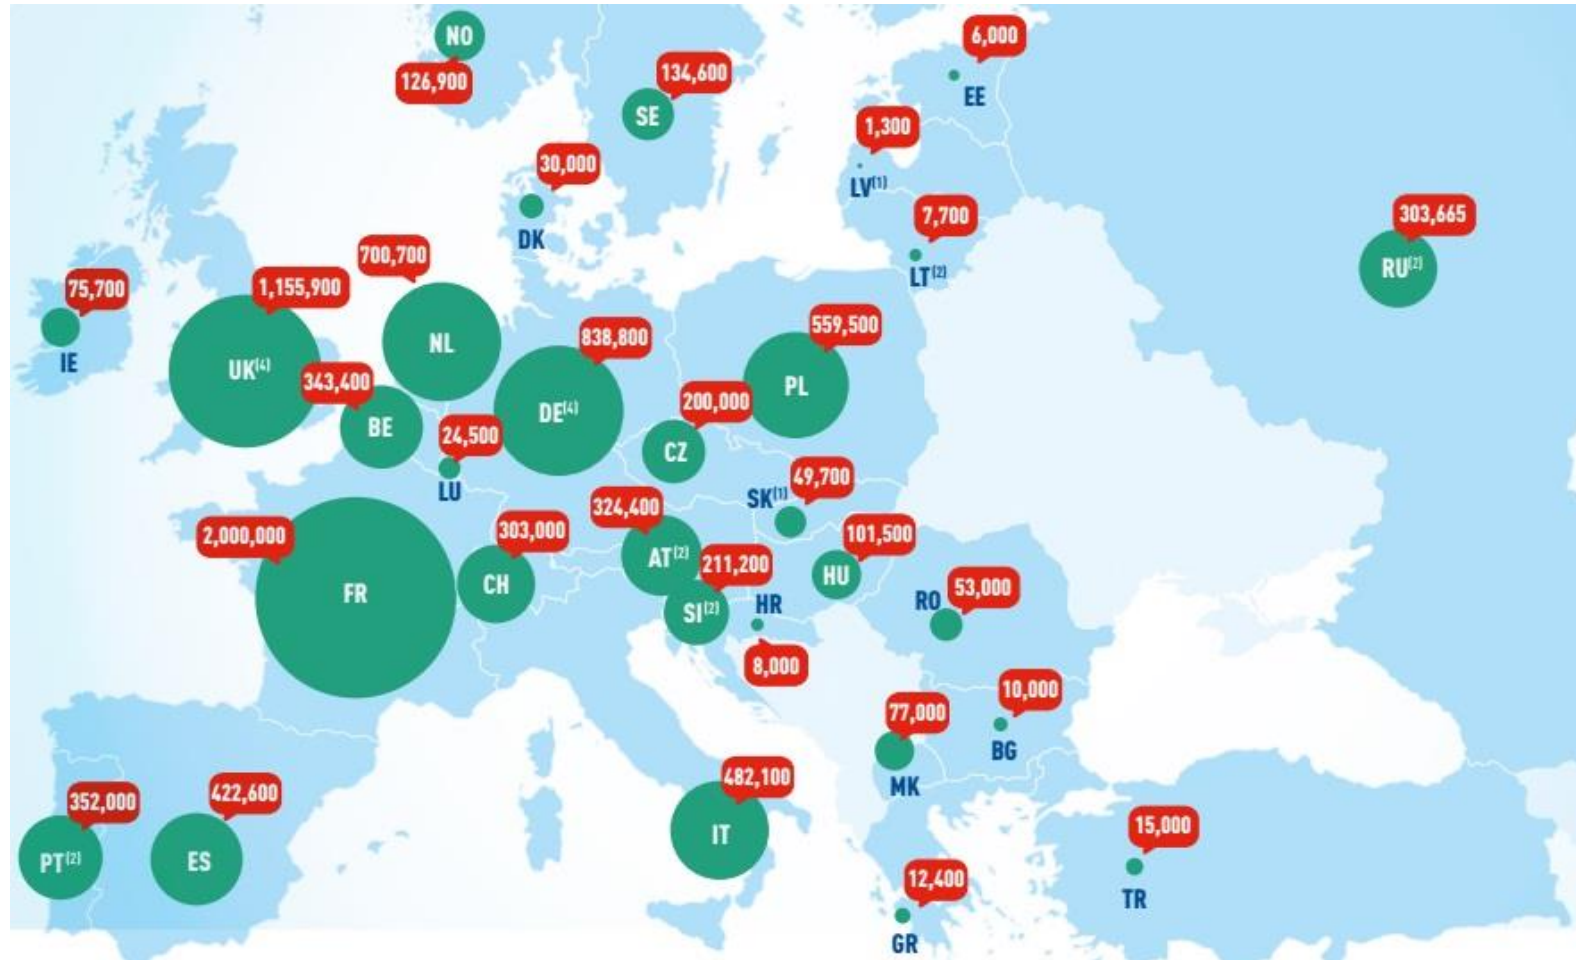 NO
126,900
134,600
SE
6,000
EE
1,300
LV(1)
30,000
DK
7,700
LT(2)
303,665
RU(2)
75,700
IE
1,155,900
UK(4)
700,700
NL
343,400
BE
838,800
DE(4)
559,500
PL
24,500
LU
200,000
CZ
49,700
SK(1)
2,000,000
FR
303,000
CH
324,400
AT(2)
211,200
SI(2)
101,500
HU
HR
8,000
RO
53,000
10,000
BG
77,000
MK
352,000
PT(2)
422,600
ES
482,100
IT
15,000
TR
12,400
GR